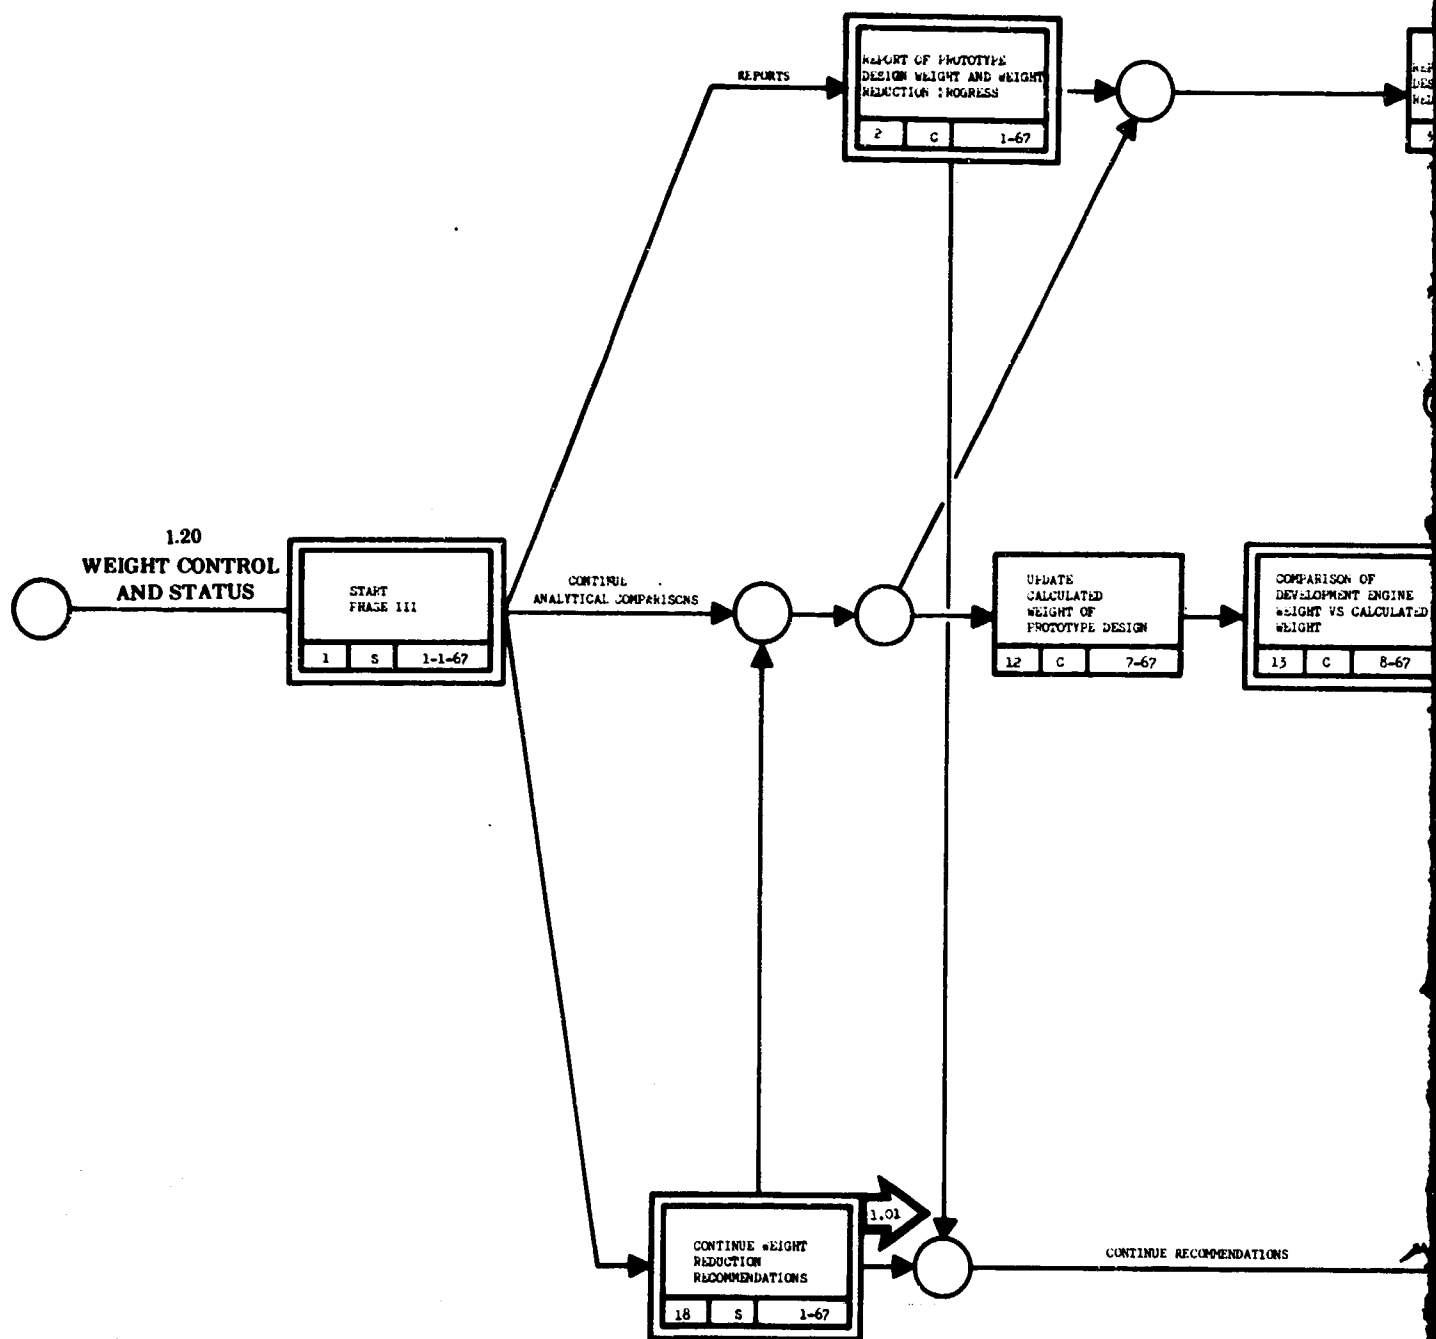 REPORT OF PROTOTYPE
DESIGN WEIGHT AND WEIGHT
REDUCTION PROGRESS
2 C 1-67
REPORTS
1.20
WEIGHT CONTROL
AND STATUS
START
PHASE III
1 S 1-1-67
CONTINUE
ANALYTICAL COMPARISONS
UPDATE
CALCULATED
WEIGHT OF
PROTOTYPE DESIGN
12 C 7-67
COMPARISON OF
DEVELOPMENT ENGINE
WEIGHT VS CALCULATED
WEIGHT
13 C 8-67
1.01
CONTINUE WEIGHT
REDUCTION
RECOMMENDATIONS
18 S 1-67
CONTINUE RECOMMENDATIONS